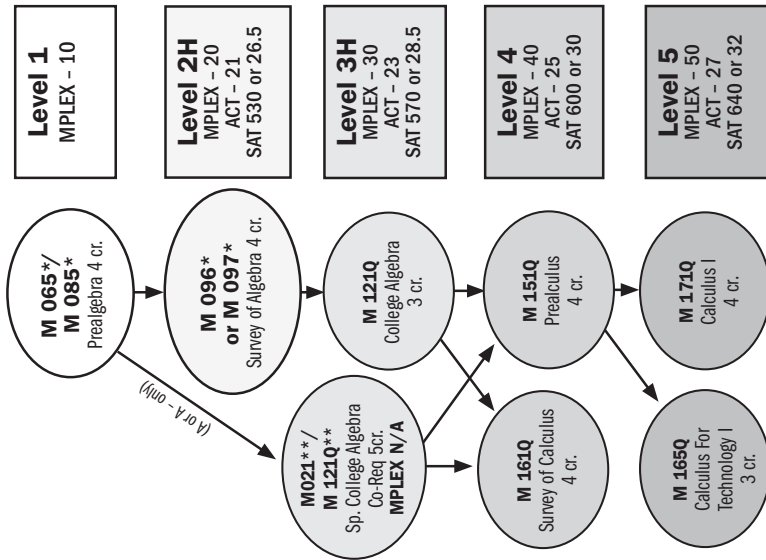 Level 1
MPLEX – 10
Level 2H
MPLEX – 20
ACT – 21
SAT 530 or 26.5
Level 3H
MPLEX – 30
ACT – 23
SAT 570 or 28.5
Level 4
MPLEX – 40
ACT – 25
SAT 600 or 30
Level 5
MPLEX – 50
ACT – 27
SAT 640 or 32
M 065*/
M 085*
Prealgebra 4 cr.
M 096*
or M 097*
Survey of Algebra 4 cr.
M 121Q
College Algebra
3 cr.
M 151Q
Prealculus
4 cr.
M 171Q
Calculus I
4 cr.
(A or A – only)
M021**/
M 121Q**
Sp. College Algebra
Co-Req 5cr.
MPLEX N/A
M 161Q
Survey of Calculus
4 cr.
M 165Q
Calculus For
Technology I
3 cr.